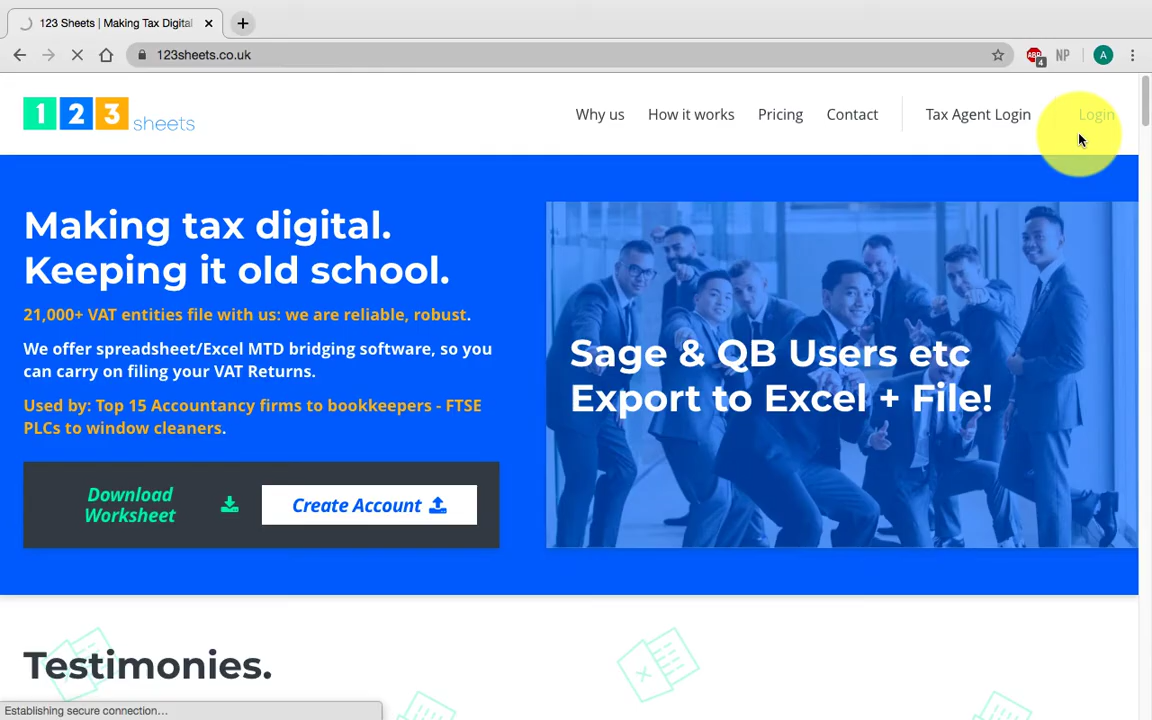 123 Sheets | Making Tax Digital
123sheets.co.uk
ABP
4
NP
A
1 2 3 sheets
Why us
How it works
Pricing
Contact
Tax Agent Login
Login
Making tax digital.
Keeping it old school.
21,000+ VAT entities file with us: we are reliable, robust.
We offer spreadsheet/Excel MTD bridging software, so you
can carry on filing your VAT Returns.
Used by: Top 15 Accountancy firms to bookkeepers - FTSE
PLCs to window cleaners.
Download
Worksheet
Create Account
Sage & QB Users etc
Export to Excel + File!
Testimonies.
Establishing secure connection...